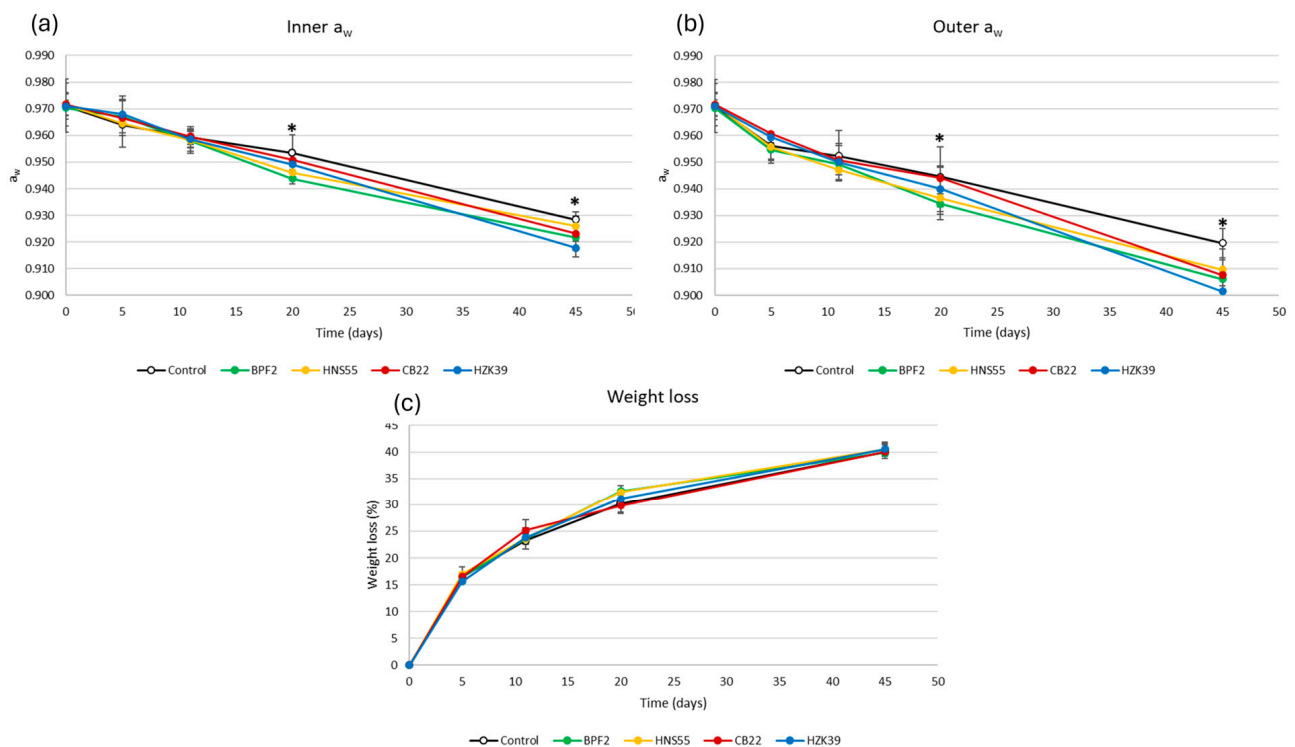 (a)
Inner aw
0.990
0.980
0.970
0.960
0.950
0.940
0.930
0.920
0.910
0.900
aw
*
*
0 5 10 15 20 25 30 35 40 45 5(
Time (days)
Control BPF2 HNS55 CB22 HZK39
(b)
Outer aw
0.990
0.980
0.970
0.960
0.950
0.940
0.930
0.920
0.910
0.900
aw
*
*
0 5 10 15 20 25 30 35 40 45 50
Time (days)
Control BPF2 HNS55 CB22 HZK39
(c)
Weight loss
45
40
35
30
25
20
15
10
5
0
Weight loss (%)
0 5 10 15 20 25 30 35 40 45 50
Time (days)
Control BPF2 HNS55 CB22 HZK39